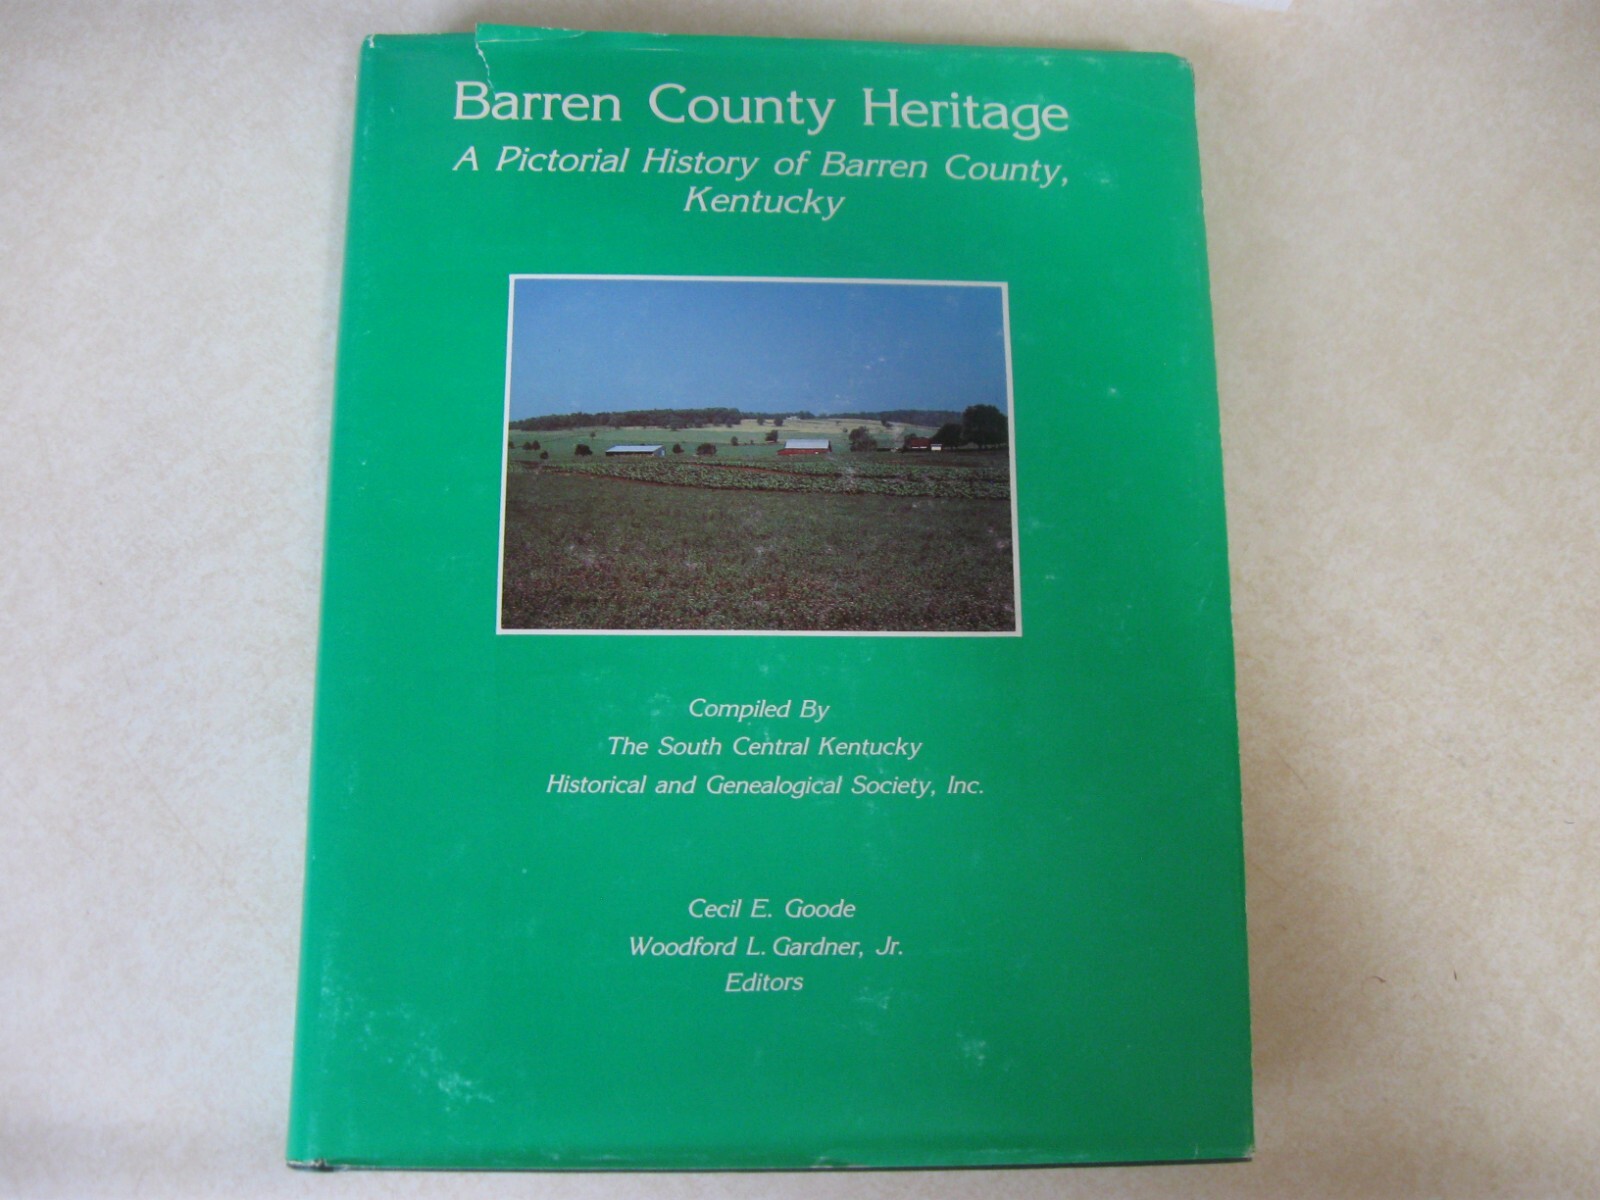 Barren County Heritage
A Pictorial History of Barren County,
Kentucky
Compiled By
The South Central Kentucky
Historical and Genealogical Society, Inc.
Cecil E. Goode
Woodford L. Gardner, Jr.
Editors